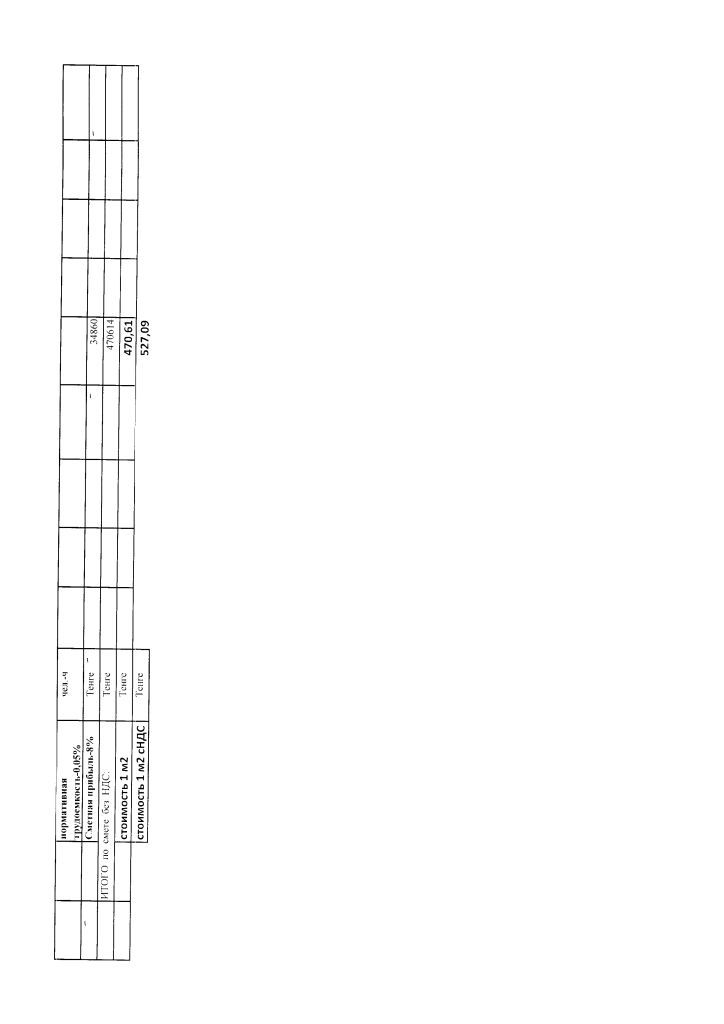 нормативная
трудоемкость-0,05% чел.-ч
– Сметная прибыль-8% Тенге – – 34860 –
ИТОГО по смете без НДС: Тенге 470614
стоимость 1 м2 Тенге 470,61
стоимость 1 м2 сНДС Тенге 527,09